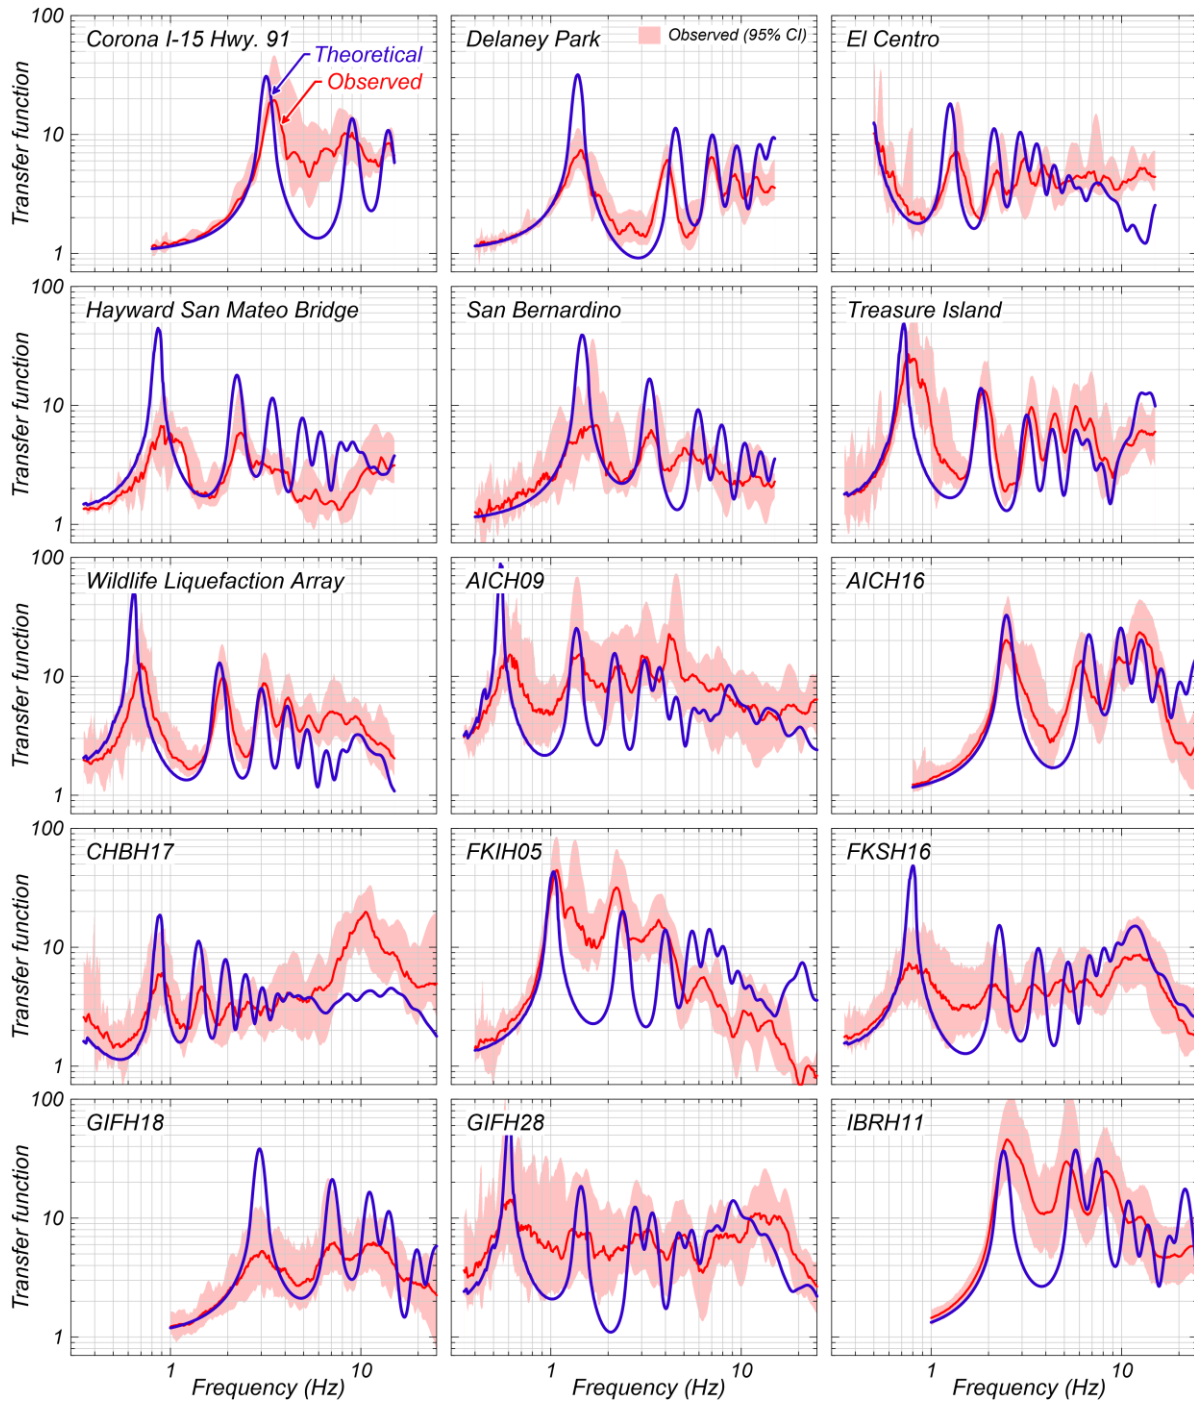 100
10
1
Transfer function
Corona I-15 Hwy. 91
Theoretical
Observed
Delaney Park
Observed (95% CI)
El Centro
100
10
1
Transfer function
Hayward San Mateo Bridge
San Bernardino
Treasure Island
100
10
1
Transfer function
Wildlife Liquefaction Array
AICH09
AICH16
100
10
1
Transfer function
CHBH17
FKIH05
FKSH16
100
10
1
Transfer function
GIFH18
GIFH28
IBRH11
1 10 1 10 1 10
Frequency (Hz) Frequency (Hz) Frequency (Hz)